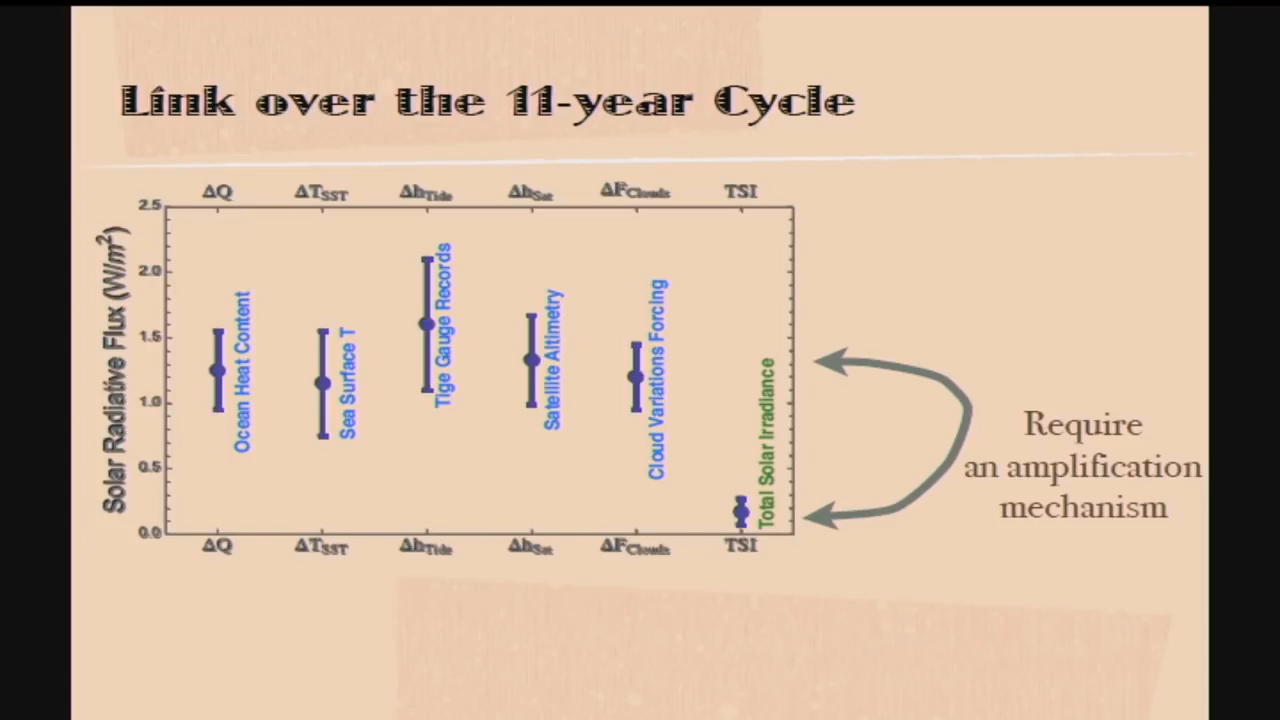 Link over the 11-year Cycle
ΔQ ΔT_SST Δh_Tide Δh_Sat ΔF_Clouds TSI
2.5
2.0
1.5
1.0
0.5
0.0
Solar Radiative Flux (W/m²)
Ocean Heat Content
Sea Surface T
Tige Gauge Records
Satellite Altimetry
Cloud Variations Forcing
Total Solar Irradiance
ΔQ ΔT_SST Δh_Tide Δh_Sat ΔF_Clouds TSI
Require
an amplification
mechanism